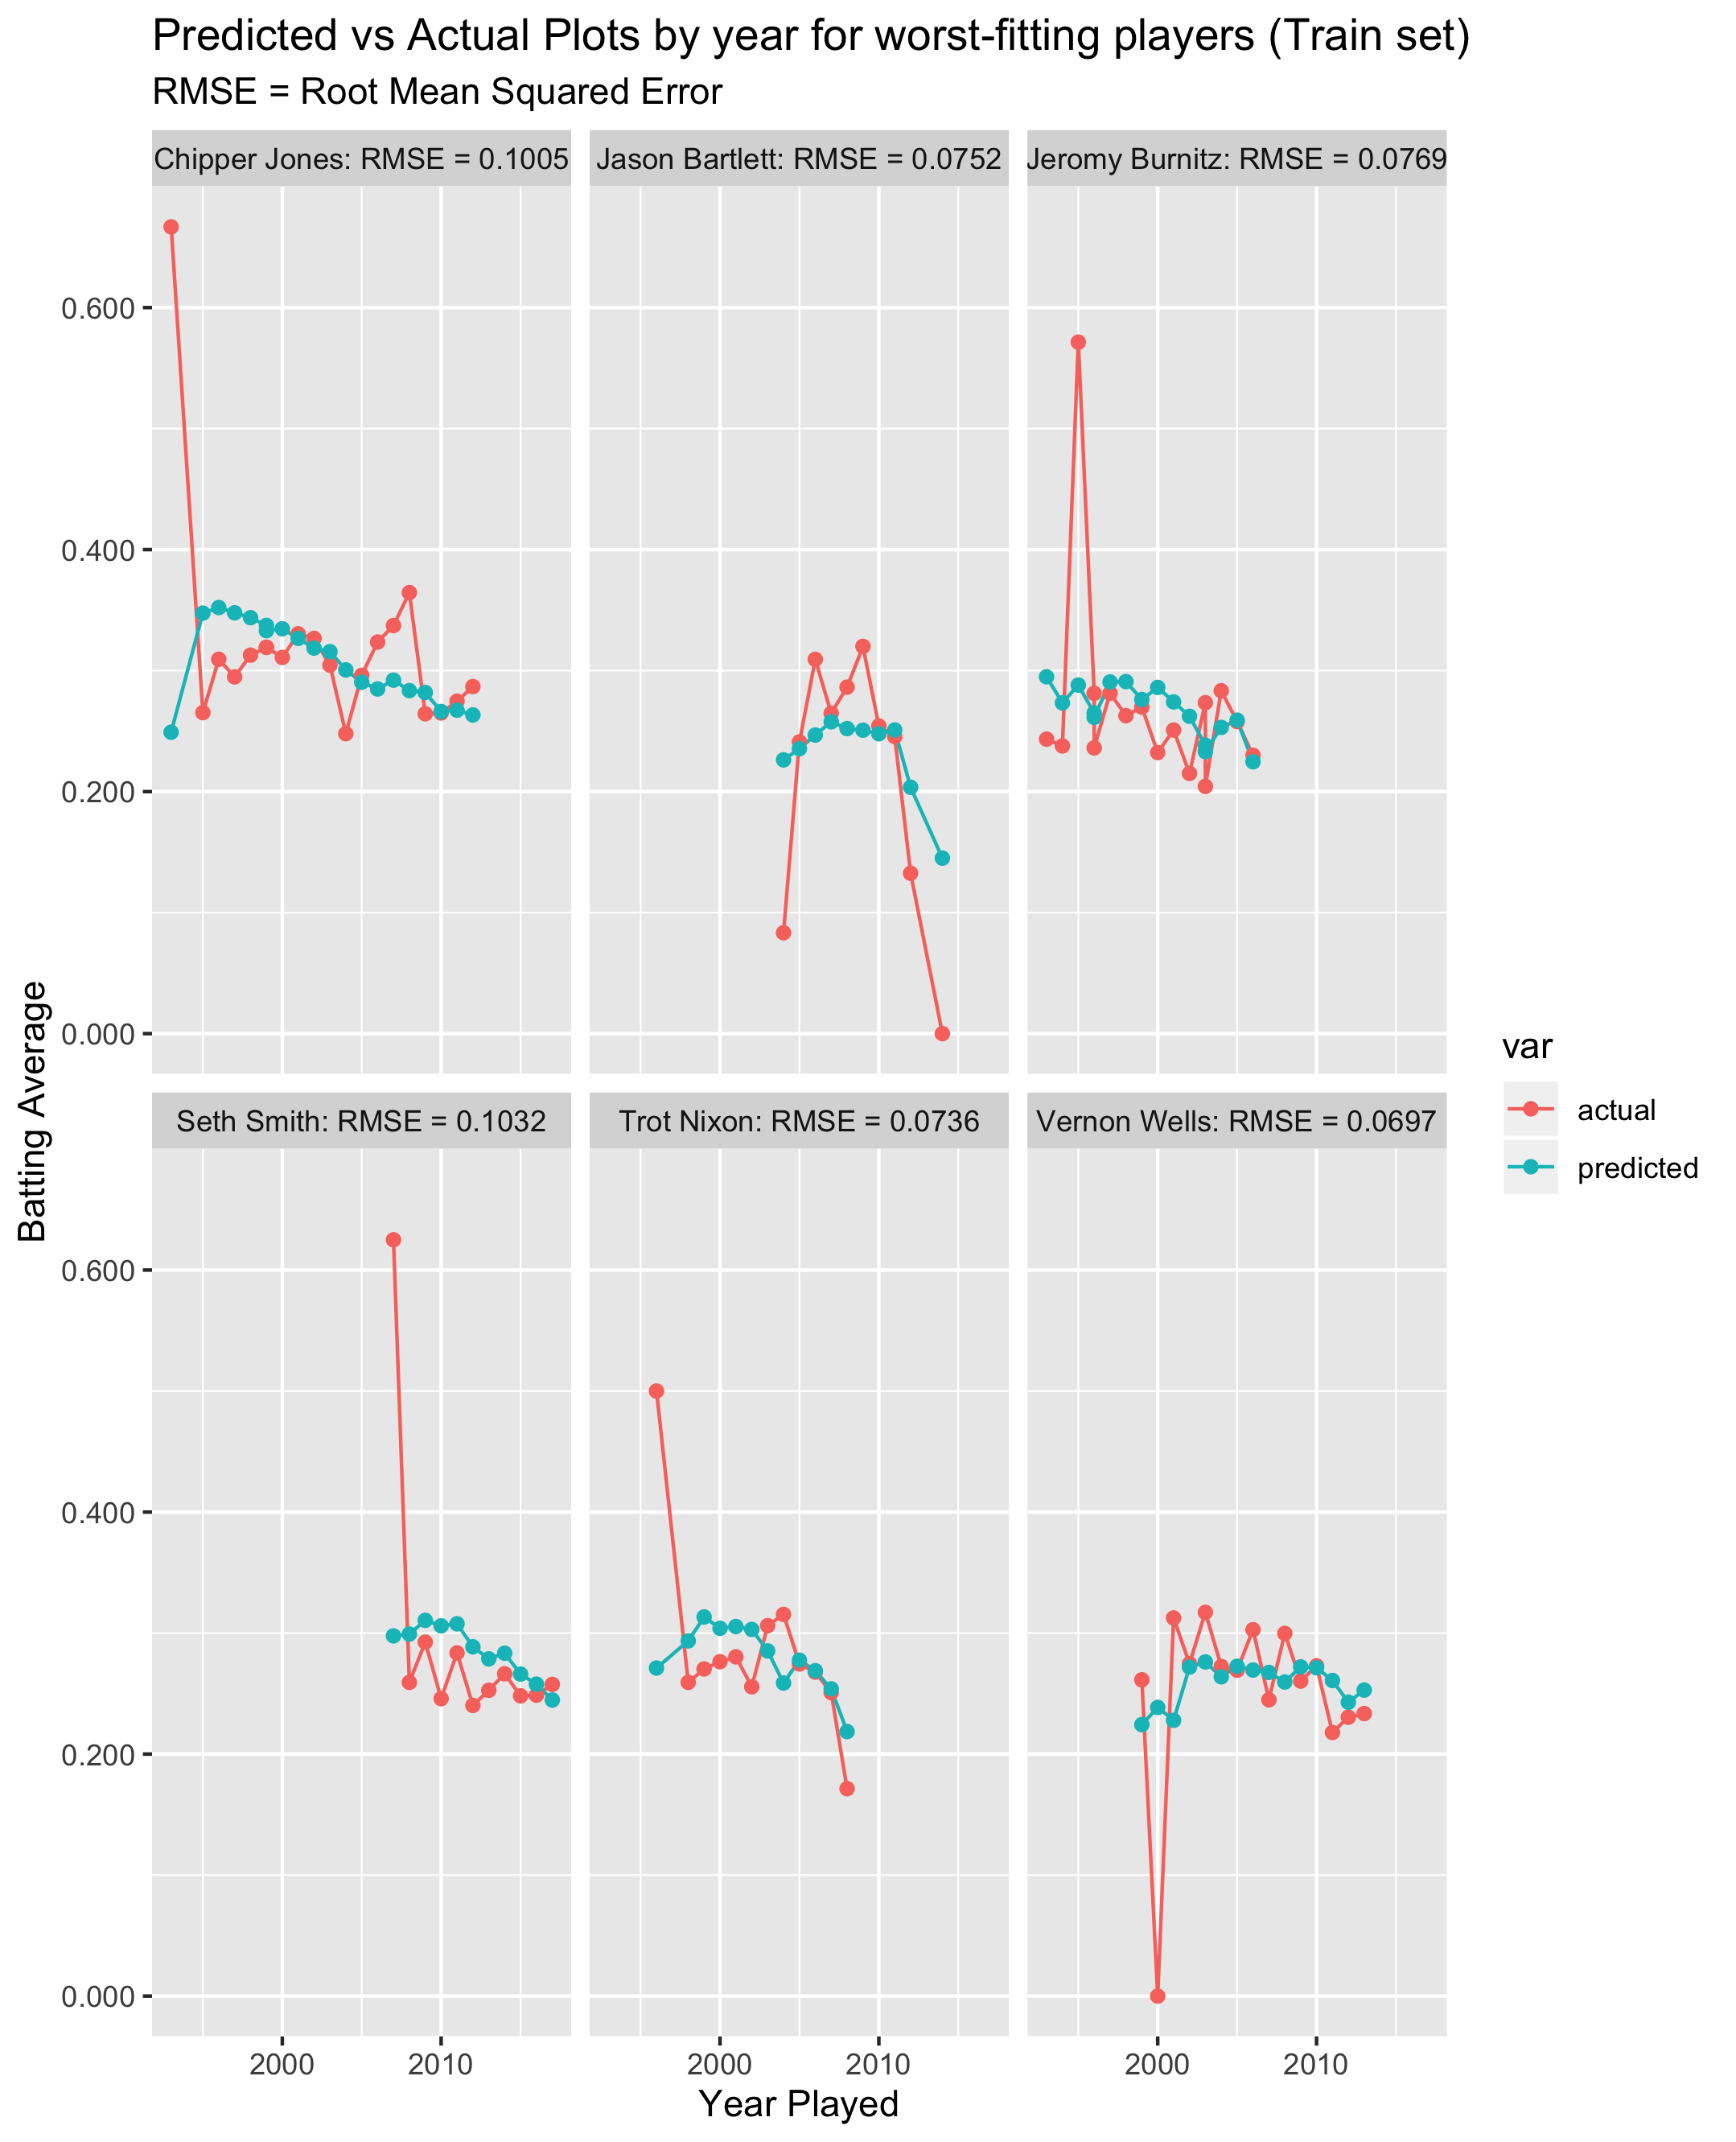 Predicted vs Actual Plots by year for worst-fitting players (Train set)
RMSE = Root Mean Squared Error
Chipper Jones: RMSE = 0.1005
Jason Bartlett: RMSE = 0.0752
Jeromy Burnitz: RMSE = 0.0769
0.600
0.400
0.200
0.000
Seth Smith: RMSE = 0.1032
Trot Nixon: RMSE = 0.0736
Vernon Wells: RMSE = 0.0697
0.600
0.400
0.200
0.000
2000
2010
2000
2010
2000
2010
Year Played
Batting Average
var
actual
predicted